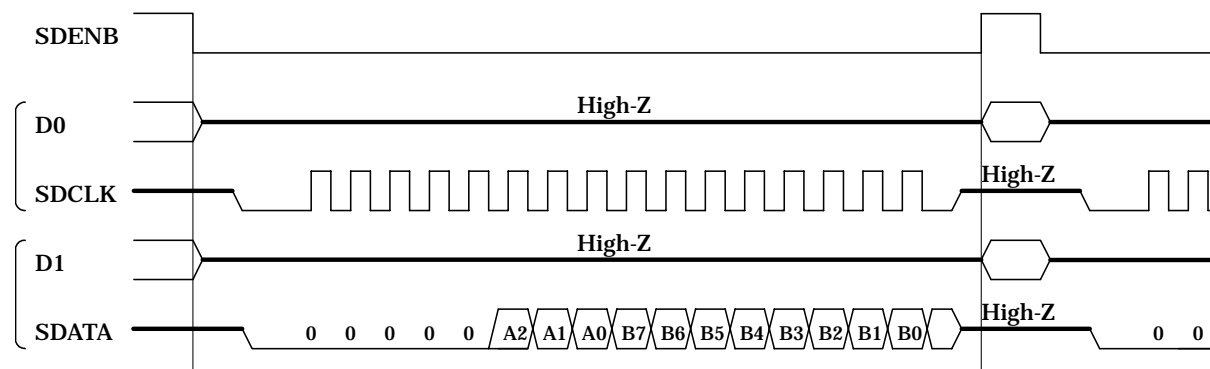 SDENB
High-Z
D0
High-Z
SDCLK
High-Z
D1
High-Z
SDATA 0 0 0 0 0 A2 A1 A0 B7 B6 B5 B4 B3 B2 B1 B0 0 0